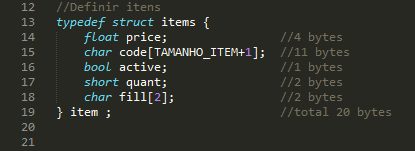 12 //Definir itens
13 typedef struct items {
14 float price; //4 bytes
15 char code[TAMANHO_ITEM+1]; //11 bytes
16 bool active; //1 bytes
17 short quant; //2 bytes
18 char fill[2]; //2 bytes
19 } item ; //total 20 bytes
20
21